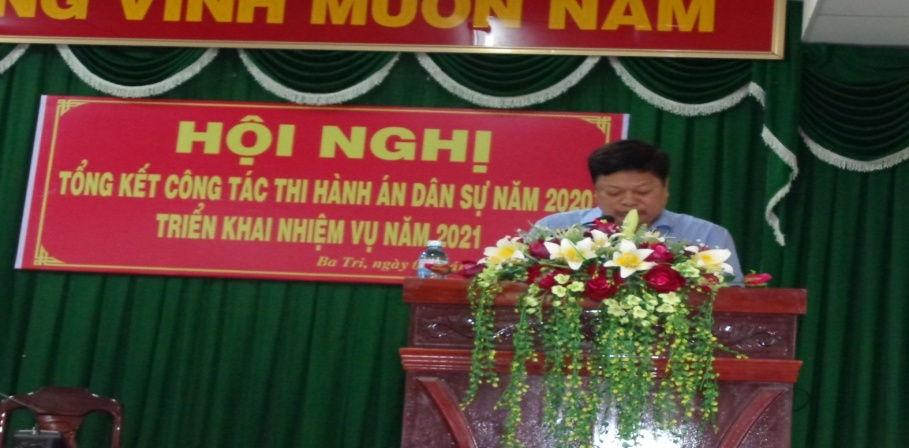 VINH MUÔN NĂM
HỘI NGHỊ
TỔNG KẾT CÔNG TÁC THI HÀNH ÁN DÂN SỰ NĂM 2020
TRIỂN KHAI NHIỆM VỤ NĂM 2021
Ba Tri, ngày